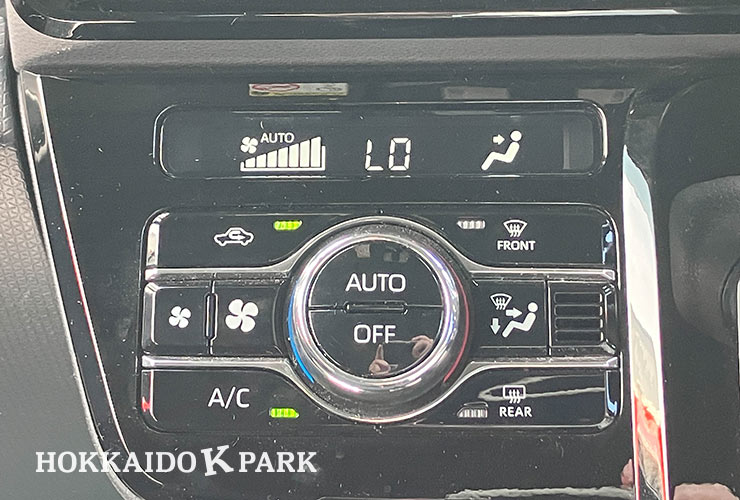 AUTO
LO
FRONT
AUTO
OFF
A/C
REAR
HOKKAIDO K PARK